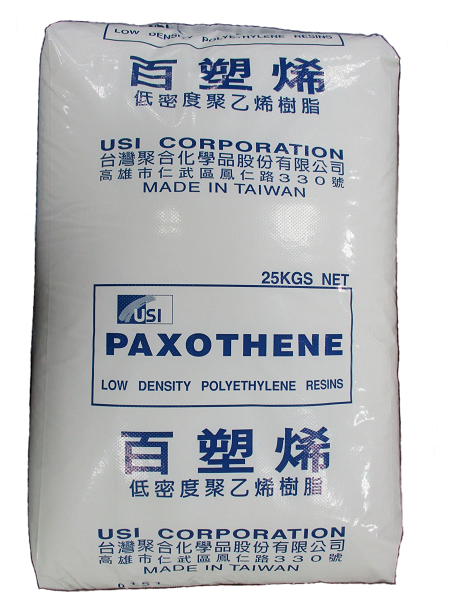 USI
LOW DENSITY POLYETHYLENE RESINS
百塑烯
低密度聚乙烯樹脂
USI CORPORATION
台灣聚合化學品股份有限公司
高雄市仁武區鳳仁路330號
MADE IN TAIWAN
25KGS NET
USI
PAXOTHENE
LOW DENSITY POLYETHYLENE RESINS
百塑烯
低密度聚乙烯樹脂
USI CORPORATION
台灣聚合化學品股份有限公司
高雄市仁武區鳳仁路330號
MADE IN TAIWAN